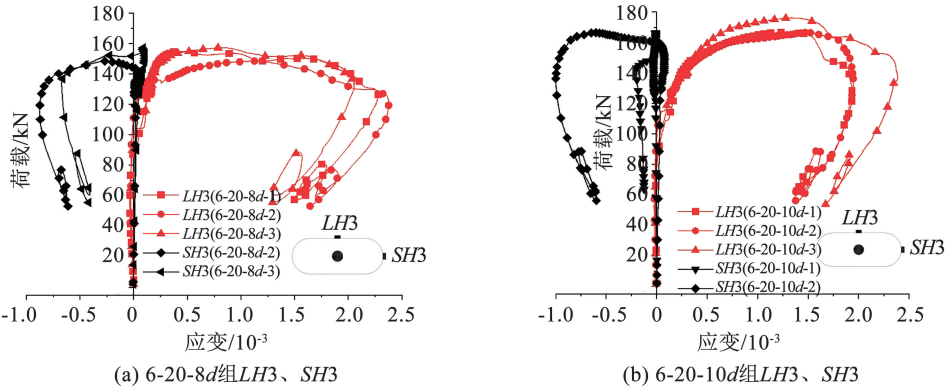 180
160
140
120
100
80
60
40
20
荷载/kN
LH3(6-20-8d-1)
LH3(6-20-8d-2)
LH3(6-20-8d-3)
SH3(6-20-8d-2)
SH3(6-20-8d-3)
LH3
SH3
-1.0 -0.5 0 0.5 1.0 1.5 2.0 2.5
应变/10-3
(a) 6-20-8d组LH3、SH3
180
160
140
120
100
80
60
40
20
荷载/kN
LH3(6-20-10d-1)
LH3(6-20-10d-2)
LH3(6-20-10d-3)
SH3(6-20-10d-1)
SH3(6-20-10d-2)
LH3
SH3
-1.0 -0.5 0 0.5 1.0 1.5 2.0 2.5
应变/10-3
(b) 6-20-10d组LH3、SH3